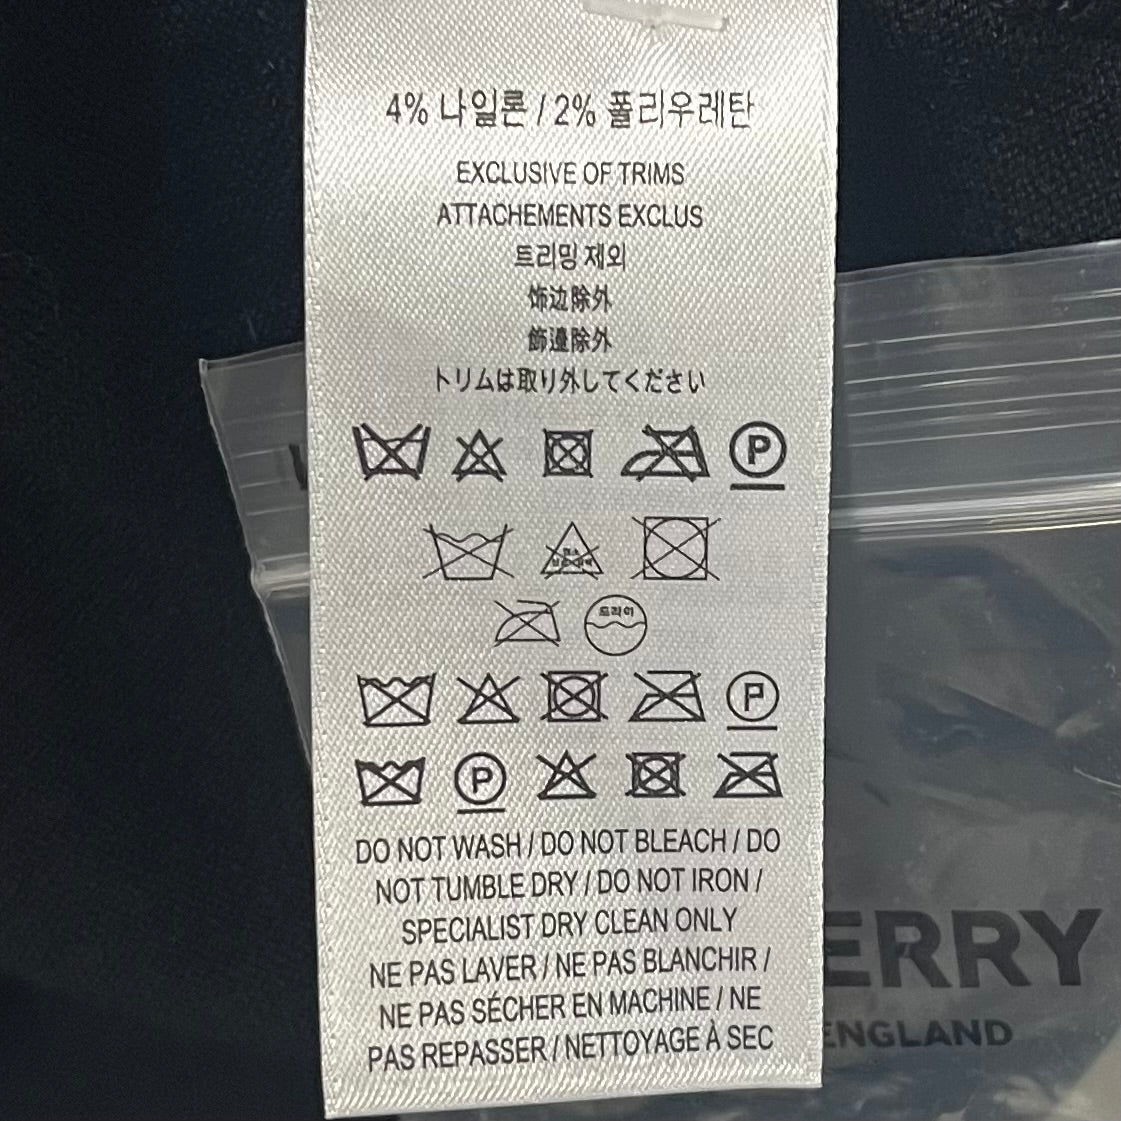 4% 나일론 / 2% 폴리우레탄
EXCLUSIVE OF TRIMS
ATTACHEMENTS EXCLUS
트리밍 제외
饰边除外
飾邊除外
トリムは取り外してください
P
드라이
P
P
DO NOT WASH / DO NOT BLEACH / DO
NOT TUMBLE DRY / DO NOT IRON /
SPECIALIST DRY CLEAN ONLY
NE PAS LAVER / NE PAS BLANCHIR /
NE PAS SÉCHER EN MACHINE / NE
PAS REPASSER / NETTOYAGE À SEC
ERRY
ENGLAND